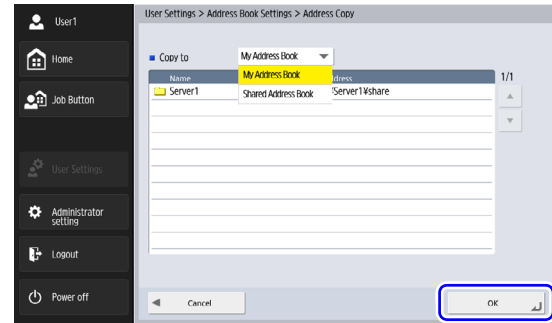 User1
User Settings > Address Book Settings > Address Copy
Home
Job Button
User Settings
Administrator
setting
Logout
Power off
Copy to
My Address Book
My Address Book
Shared Address Book
Name
dress
1/1
Server1
¥Server1¥share
Cancel
OK